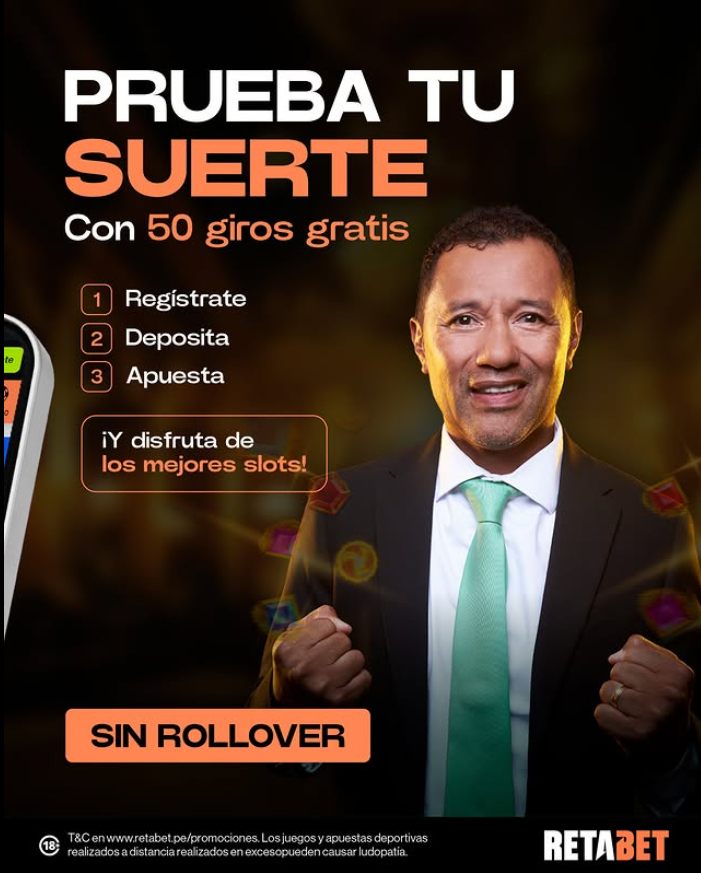 PRUEBA TU
SUERTE
Con 50 giros gratis
1 Regístrate
2 Deposita
3 Apuesta
¡Y disfruta de
los mejores slots!
SIN ROLLOVER
18+ T&C en www.retabet.pe/promociones. Los juegos y apuestas deportivas
realizados a distancia realizados en excesopueden causar ludopatía.
RETABET